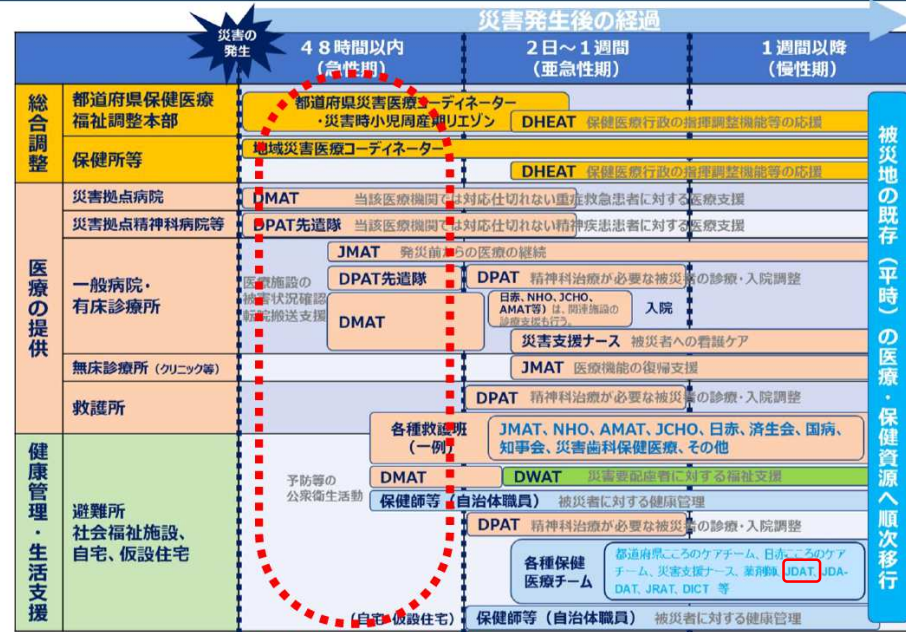 災害発生後の経過
災害の
発生
48時間以内
(急性期)
2日～1週間
(亜急性期)
1週間以降
(慢性期)
総合調整
都道府県保健医療
福祉調整本部
都道府県災害医療コーディネーター
・災害時小児周産期リエゾン
DHEAT 保健医療行政の指揮調整機能等の応援
保健所等
地域災害医療コーディネーター
DHEAT 保健医療行政の指揮調整機能等の応援
医療の提供
災害拠点病院
DMAT 当該医療機関では対応仕切れない重症救急患者に対する医療支援
災害拠点精神科病院等
DPAT先遣隊 当該医療機関では対応仕切れない精神疾患患者に対する医療支援
一般病院・
有床診療所
JMAT 発災前からの医療の継続
医療施設の
被害状況確認
転院搬送支援
DPAT先遣隊
DPAT 精神科治療が必要な被災者の診療・入院調整
DMAT
日赤、NHO、JCHO、
AMAT等)は、関連施設の
診療支援も行う。
入院
災害支援ナース 被災者への看護ケア
無床診療所 (クリニック等)
JMAT 医療機能の復帰支援
救護所
DPAT 精神科治療が必要な被災者の診療・入院調整
各種救護班
(一例)
JMAT、NHO、AMAT、JCHO、日赤、済生会、国病、
知事会、災害歯科保健医療、その他
健康管理・生活支援
避難所
社会福祉施設、
自宅、仮設住宅
予防等の
公衆衛生活動
DMAT
DWAT 災害要配慮者に対する福祉支援
保健師等(自治体職員) 被災者に対する健康管理
DPAT 精神科治療が必要な被災者の診療・入院調整
各種保健
医療チーム
都道府県こころのケアチーム、日赤こころのケア
チーム、災害支援ナース、薬剤師、JDAT、JDA-
DAT、JRAT、DICT 等
(自宅・仮設住宅)
保健師等(自治体職員) 被災者に対する健康管理
被災地の既存(平時)の医療・保健資源へ順次移行